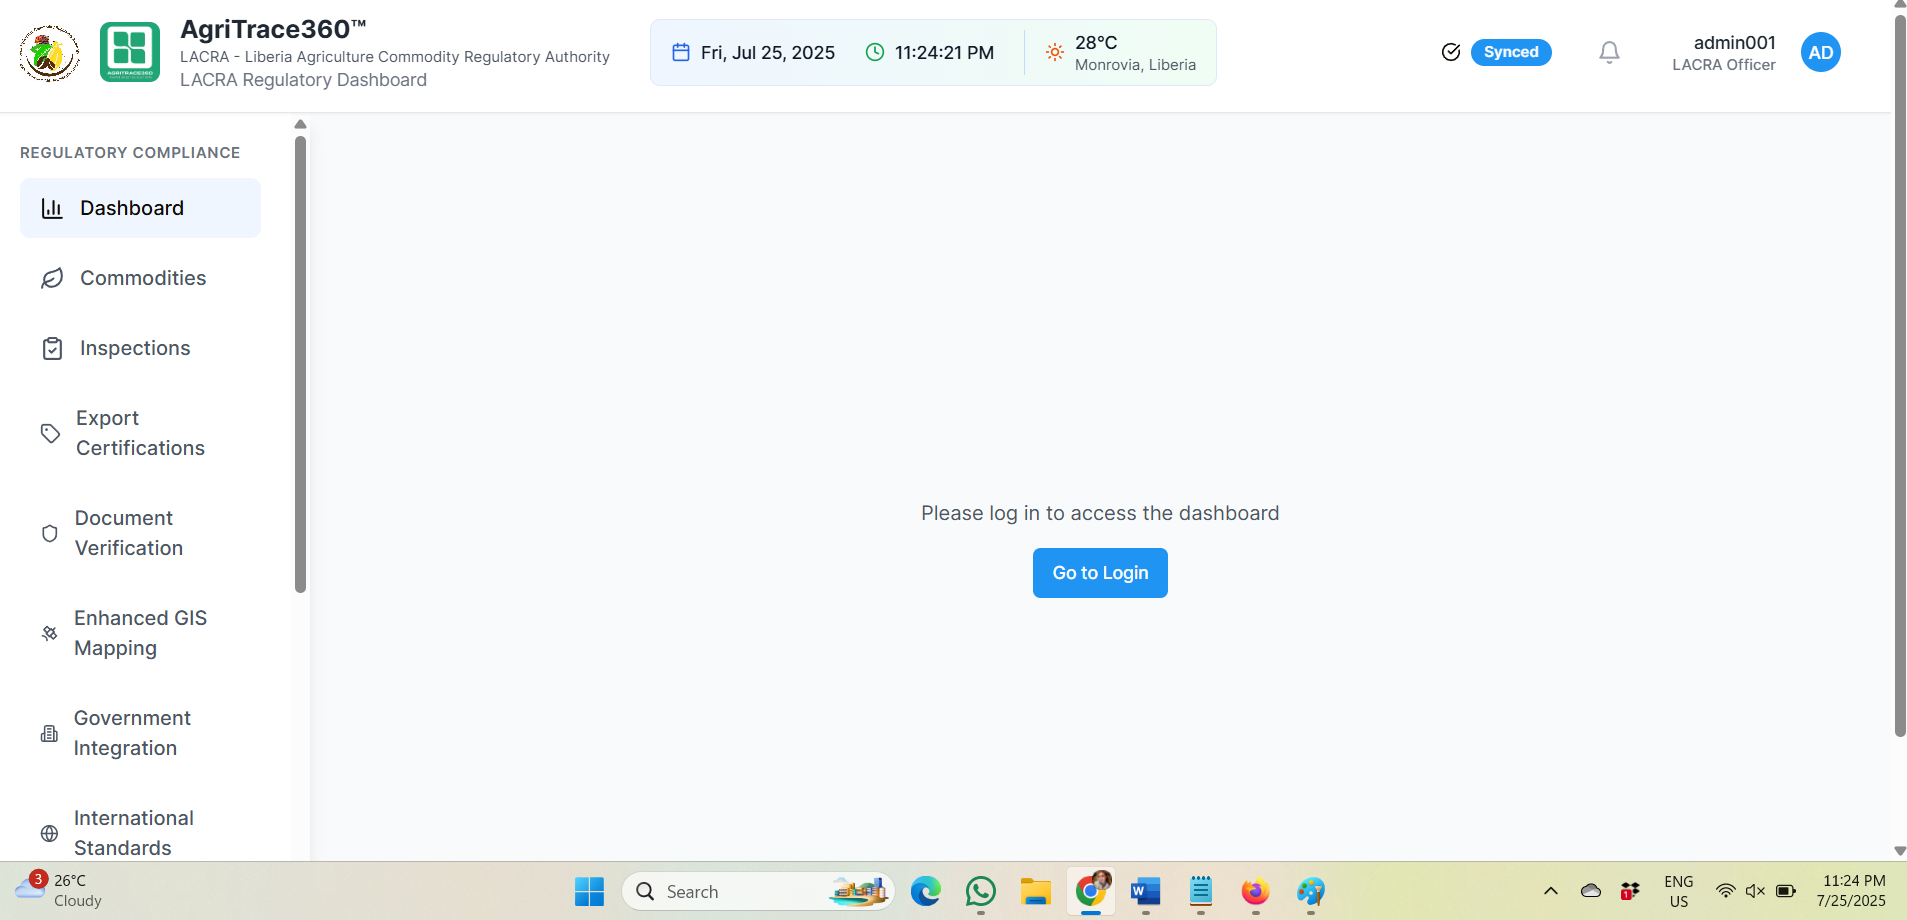 AgriTrace360™
LACRA - Liberia Agriculture Commodity Regulatory Authority
LACRA Regulatory Dashboard
AGRITRACE360
Fri, Jul 25, 2025
11:24:21 PM
28°C
Monrovia, Liberia
Synced
admin001
LACRA Officer
AD
REGULATORY COMPLIANCE
Dashboard
Commodities
Inspections
Export
Certifications
Document
Verification
Enhanced GIS
Mapping
Government
Integration
International
Standards
Please log in to access the dashboard
Go to Login
3
26°C
Cloudy
Search
W
1
ENG
US
11:24 PM
7/25/2025